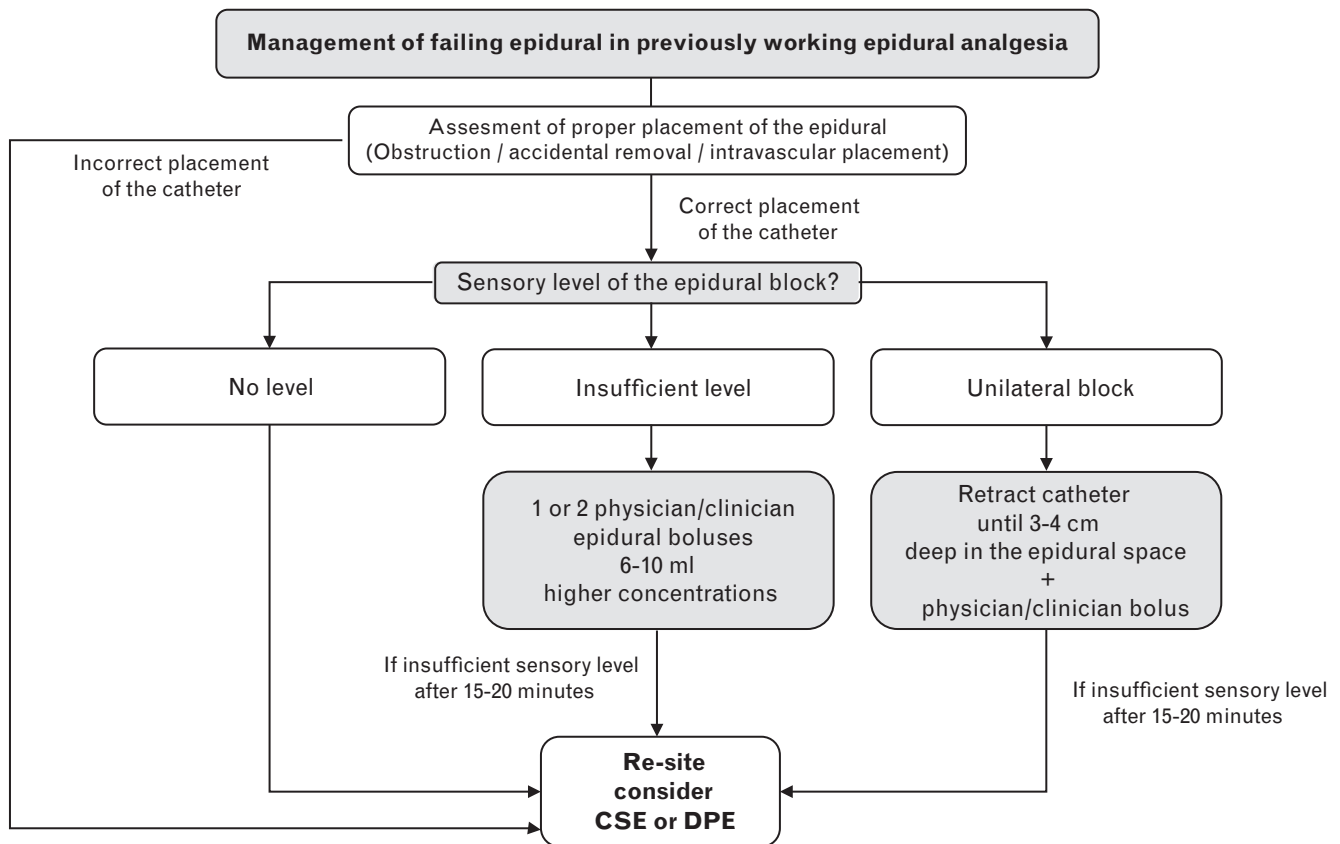 Management of failing epidural in previously working epidural analgesia
Assesment of proper placement of the epidural
(Obstruction / accidental removal / intravascular placement)
Incorrect placement
of the catheter
Correct placement
of the catheter
Sensory level of the epidural block?
No level
Insufficient level
Unilateral block
1 or 2 physician/clinician
epidural boluses
6-10 ml
higher concentrations
Retract catheter
until 3-4 cm
deep in the epidural space
+
physician/clinician bolus
If insufficient sensory level
after 15-20 minutes
If insufficient sensory level
after 15-20 minutes
Re-site
consider
CSE or DPE